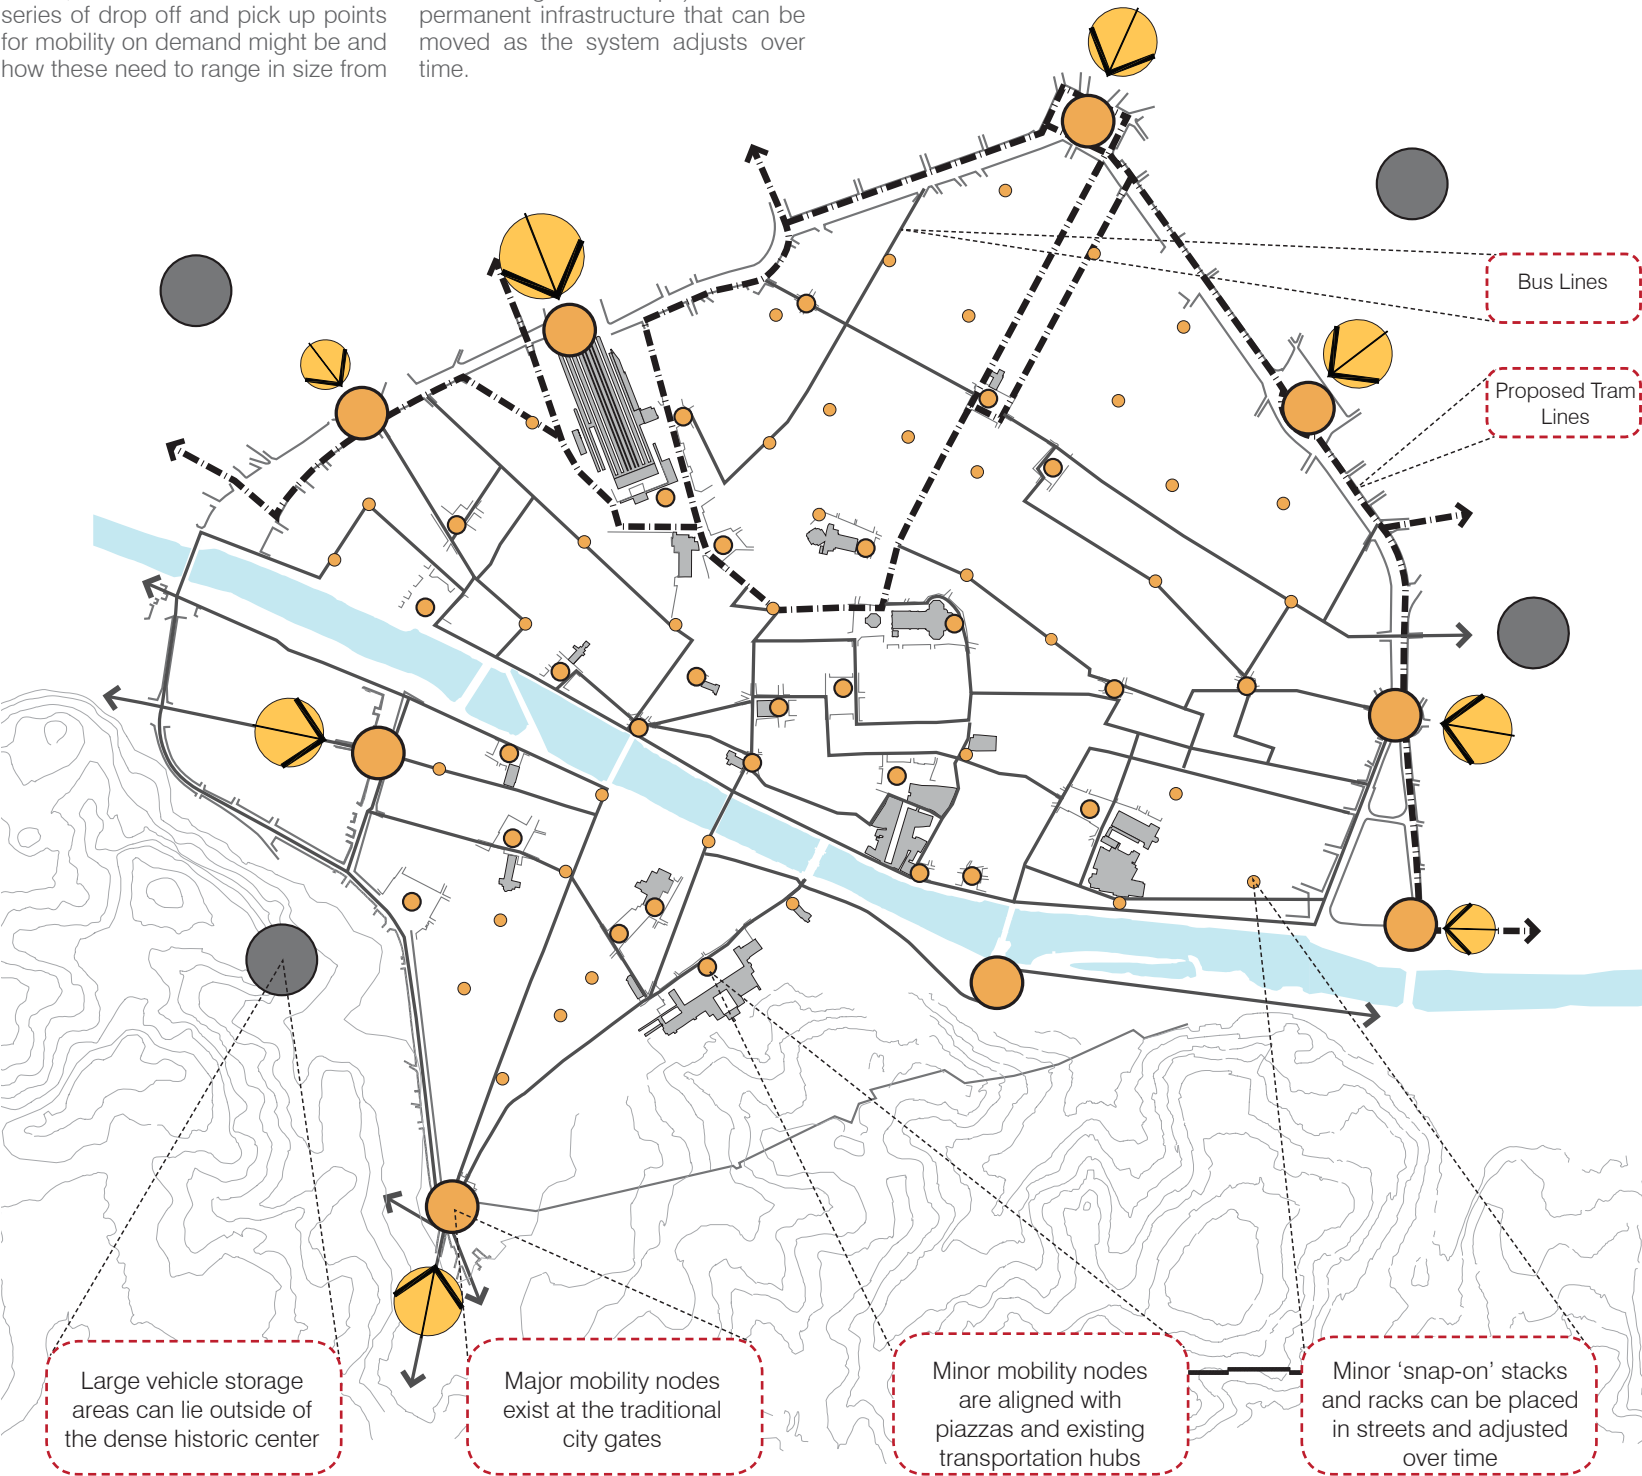 series of drop off and pick up points
for mobility on demand might be and
how these need to range in size from
permanent infrastructure that can be
moved as the system adjusts over
time.
Bus Lines
Proposed Tram
Lines
Large vehicle storage
areas can lie outside of
the dense historic center
Major mobility nodes
exist at the traditional
city gates
Minor mobility nodes
are aligned with
piazzas and existing
transportation hubs
Minor ‘snap-on’ stacks
and racks can be placed
in streets and adjusted
over time